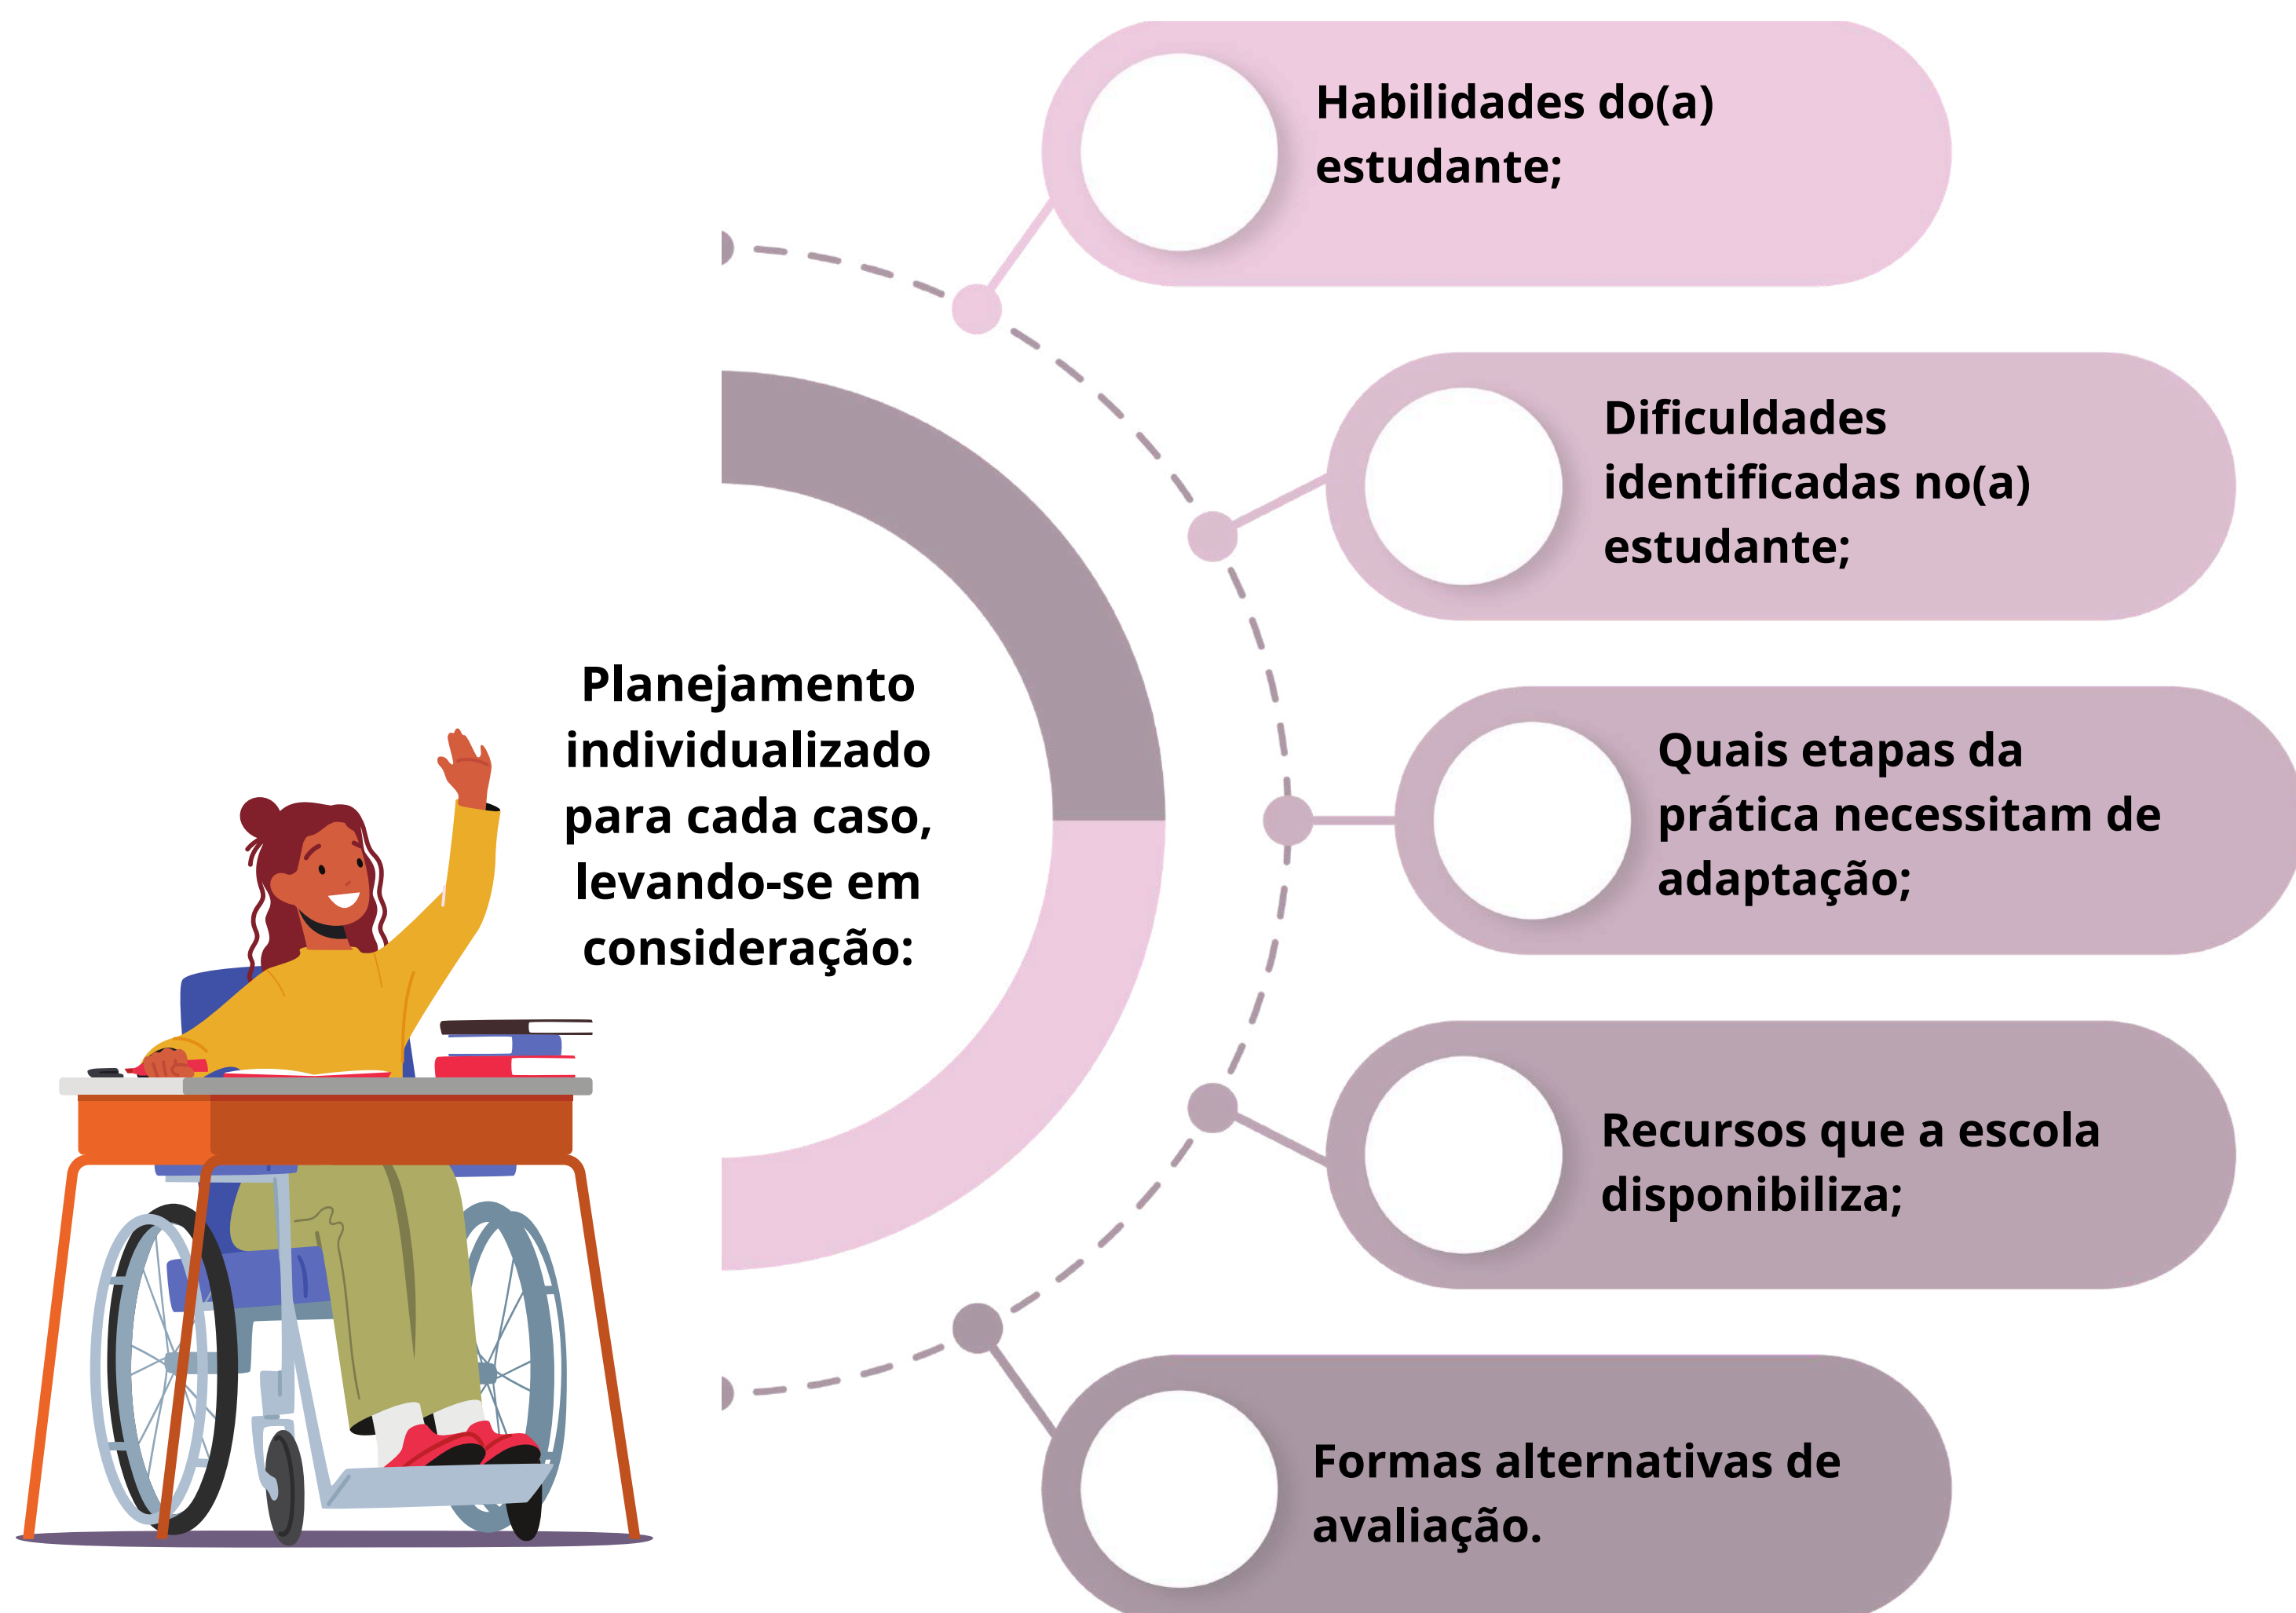 Planejamento
individualizado
para cada caso,
levando-se em
consideração:
Habilidades do(a)
estudante;
Dificuldades
identificadas no(a)
estudante;
Quais etapas da
prática necessitam de
adaptação;
Recursos que a escola
disponibiliza;
Formas alternativas de
avaliação.